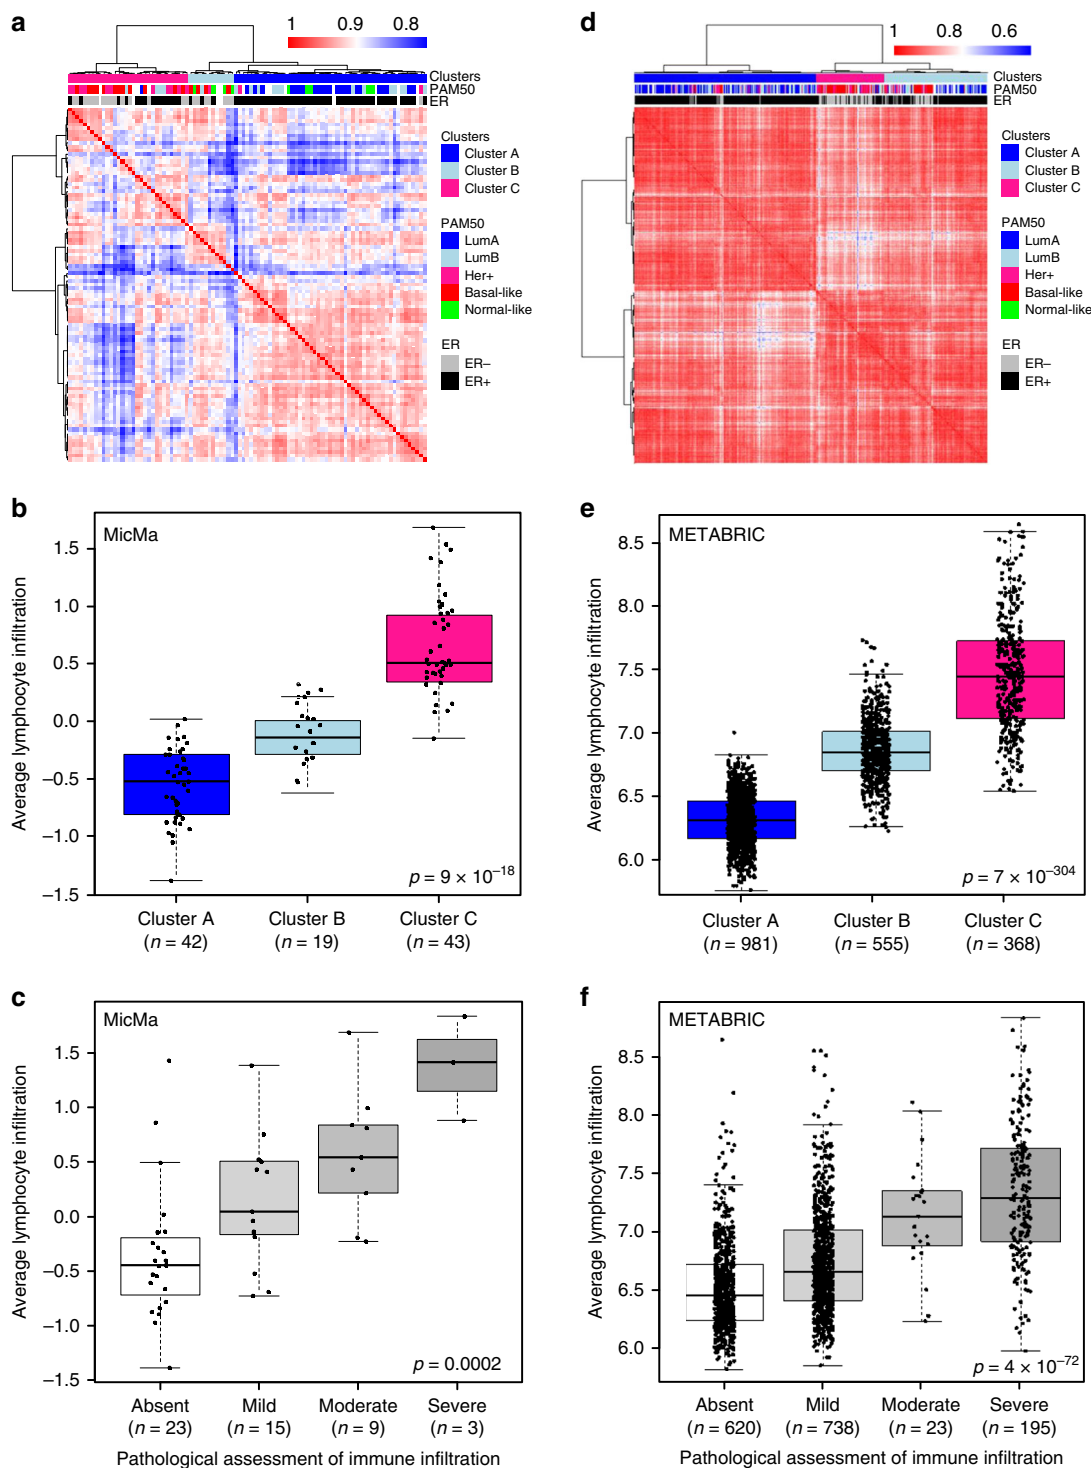 a
1 0.9 0.8
Clusters
PAM50
ER
Clusters
Cluster A
Cluster B
Cluster C
PAM50
LumA
LumB
Her+
Basal-like
Normal-like
ER
ER–
ER+
d
1 0.8 0.6
Clusters
PAM50
ER
Clusters
Cluster A
Cluster B
Cluster C
PAM50
LumA
LumB
Her+
Basal-like
Normal-like
ER
ER–
ER+
b
MicMa
Average lymphocyte infiltration
1.5
1.0
0.5
0.0
–0.5
–1.0
–1.5
p = 9 × 10–18
Cluster A Cluster B Cluster C
(n = 42) (n = 19) (n = 43)
e
METABRIC
Average lymphocyte infiltration
8.5
8.0
7.5
7.0
6.5
6.0
p = 7 × 10–304
Cluster A Cluster B Cluster C
(n = 981) (n = 555) (n = 368)
c
MicMa
Average lymphocyte infiltration
1.5
1.0
0.5
0.0
–0.5
–1.0
–1.5
p = 0.0002
Absent Mild Moderate Severe
(n = 23) (n = 15) (n = 9) (n = 3)
Pathological assessment of immune infiltration
f
METABRIC
Average lymphocyte infiltration
8.5
8.0
7.5
7.0
6.5
6.0
p = 4 × 10–72
Absent Mild Moderate Severe
(n = 620) (n = 738) (n = 23) (n = 195)
Pathological assessment of immune infiltration